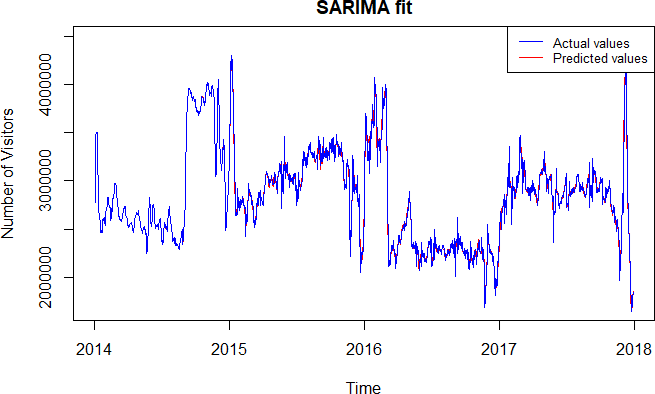 SARIMA fit
Actual values
Predicted values
Number of Visitors
4000000
3000000
2000000
2014 2015 2016 2017 2018
Time